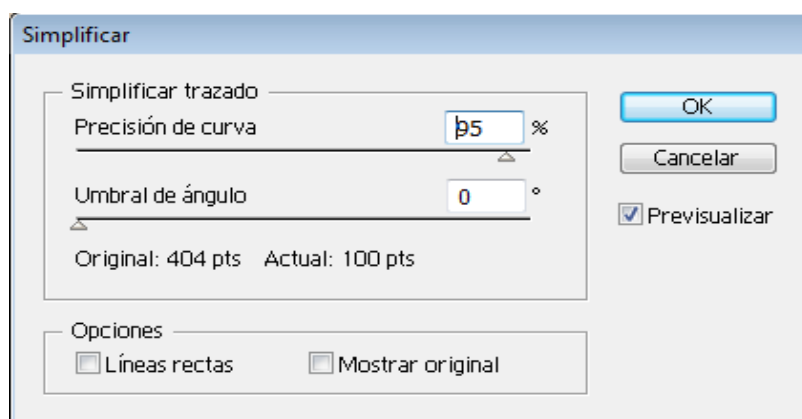 Simplificar
Simplificar trazado
Precisión de curva 95 %
Umbral de ángulo 0 °
Original: 404 pts Actual: 100 pts
OK
Cancelar
Previsualizar
Opciones
Líneas rectas Mostrar original